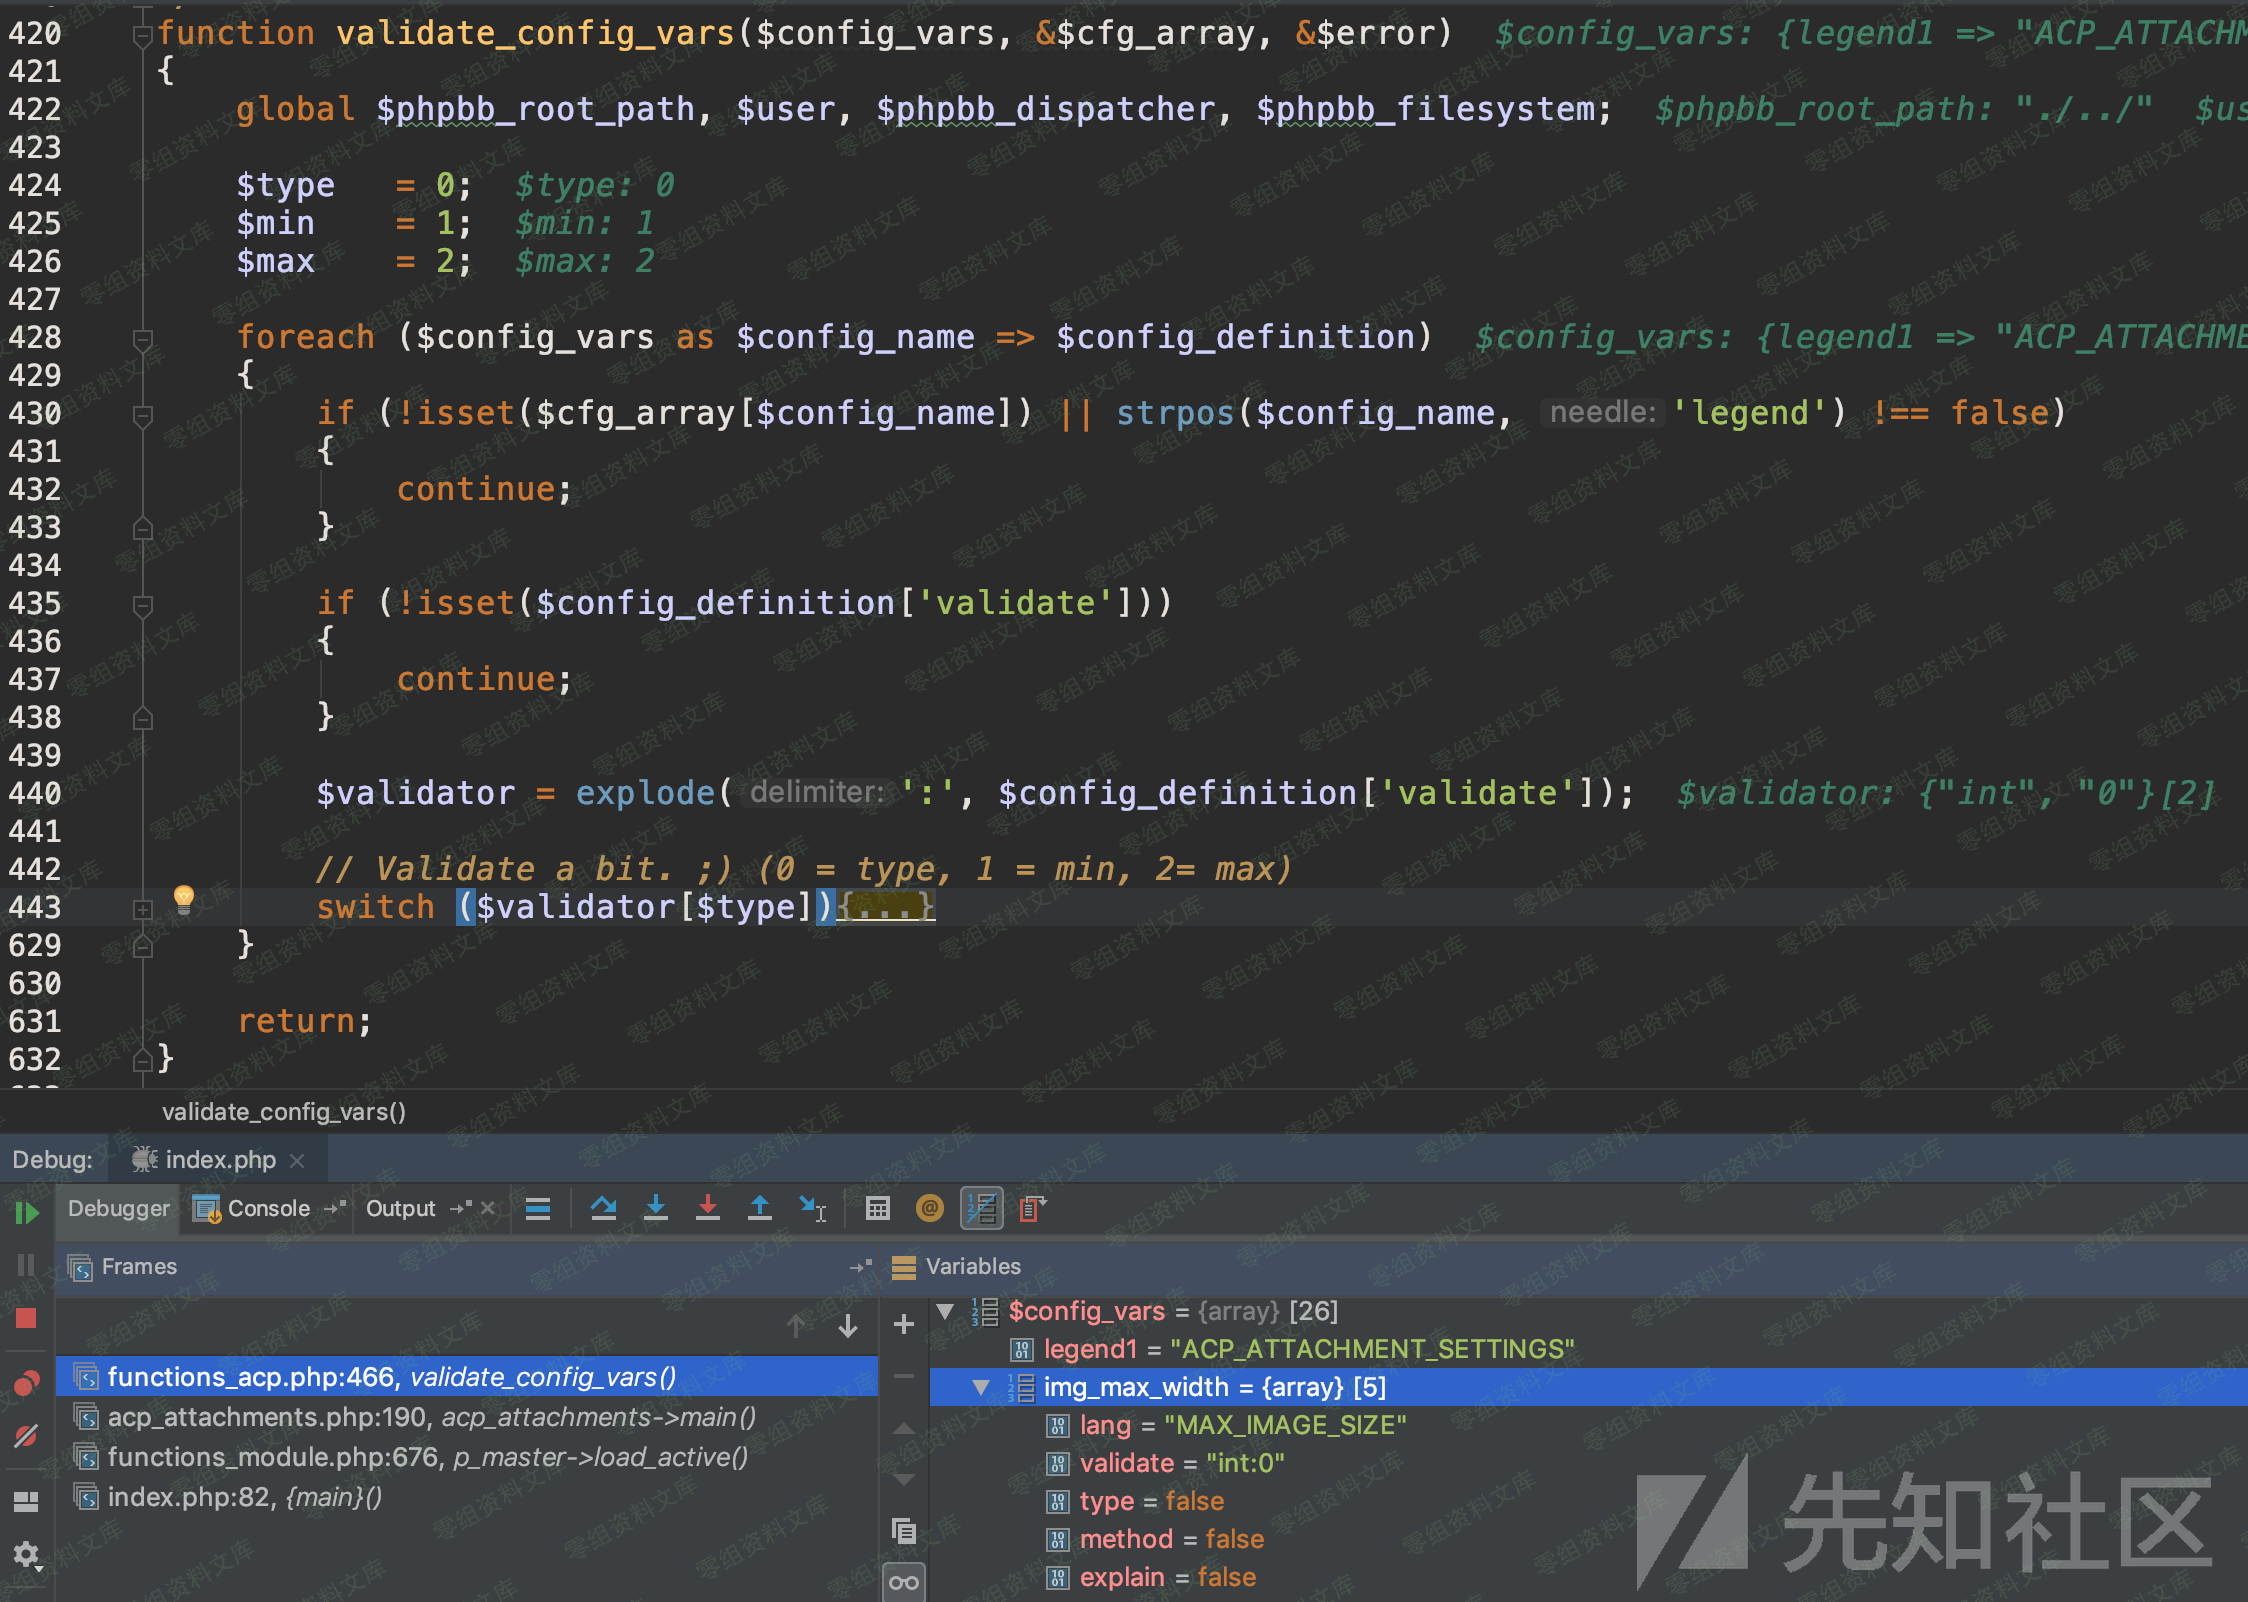 420 function validate_config_vars($config_vars, &$cfg_array, &$error) $config_vars: {legend1 => "ACP_ATTACHM
421 {
422 global $phpbb_root_path, $user, $phpbb_dispatcher, $phpbb_filesystem; $phpbb_root_path: "./../" $us
423
424 $type = 0; $type: 0
425 $min = 1; $min: 1
426 $max = 2; $max: 2
427
428 foreach ($config_vars as $config_name => $config_definition) $config_vars: {legend1 => "ACP_ATTACHME
429 {
430 if (!isset($cfg_array[$config_name]) || strpos($config_name, needle: 'legend') !== false)
431 {
432 continue;
433 }
434
435 if (!isset($config_definition['validate']))
436 {
437 continue;
438 }
439
440 $validator = explode( delimiter: ':', $config_definition['validate']); $validator: {"int", "0"}[2]
441
442 // Validate a bit. ;) (0 = type, 1 = min, 2= max)
443 switch ($validator[$type]){...}
629 }
630
631 return;
632 }
validate_config_vars()
Debug: index.php
Debugger Console Output
Frames
Variables
functions_acp.php:466, validate_config_vars()
acp_attachments.php:190, acp_attachments->main()
functions_module.php:676, p_master->load_active()
index.php:82, {main}()
$config_vars = {array} [26]
legend1 = "ACP_ATTACHMENT_SETTINGS"
img_max_width = {array} [5]
lang = "MAX_IMAGE_SIZE"
validate = "int:0"
type = false
method = false
explain = false
先知社区
零组资料文库